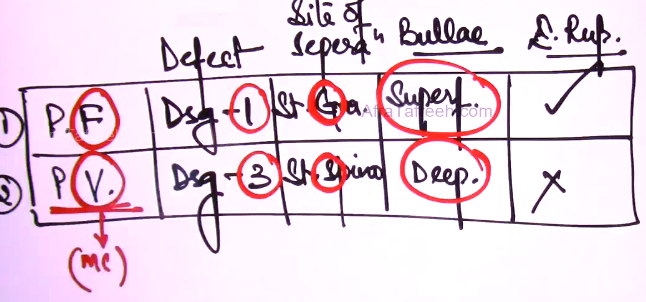 Defect Site of Sepera" Bullae E. Rup.
① P.F Dsg-1 St. Gra. Superf. ✓
② P V. Dsg-3 St. Spino Deep. ✗
(MC)
AfraTafreeh.com